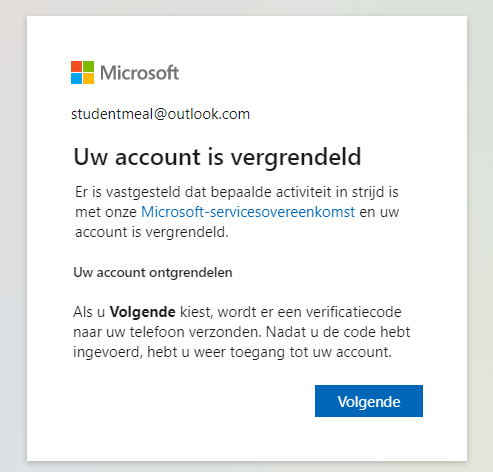 Microsoft
studentmeal@outlook.com
Uw account is vergrendeld
Er is vastgesteld dat bepaalde activiteit in strijd is
met onze Microsoft-servicesovereenkomst en uw
account is vergrendeld.
Uw account ontgrendelen
Als u Volgende kiest, wordt er een verificatiecode
naar uw telefoon verzonden. Nadat u de code hebt
ingevoerd, hebt u weer toegang tot uw account.
Volgende